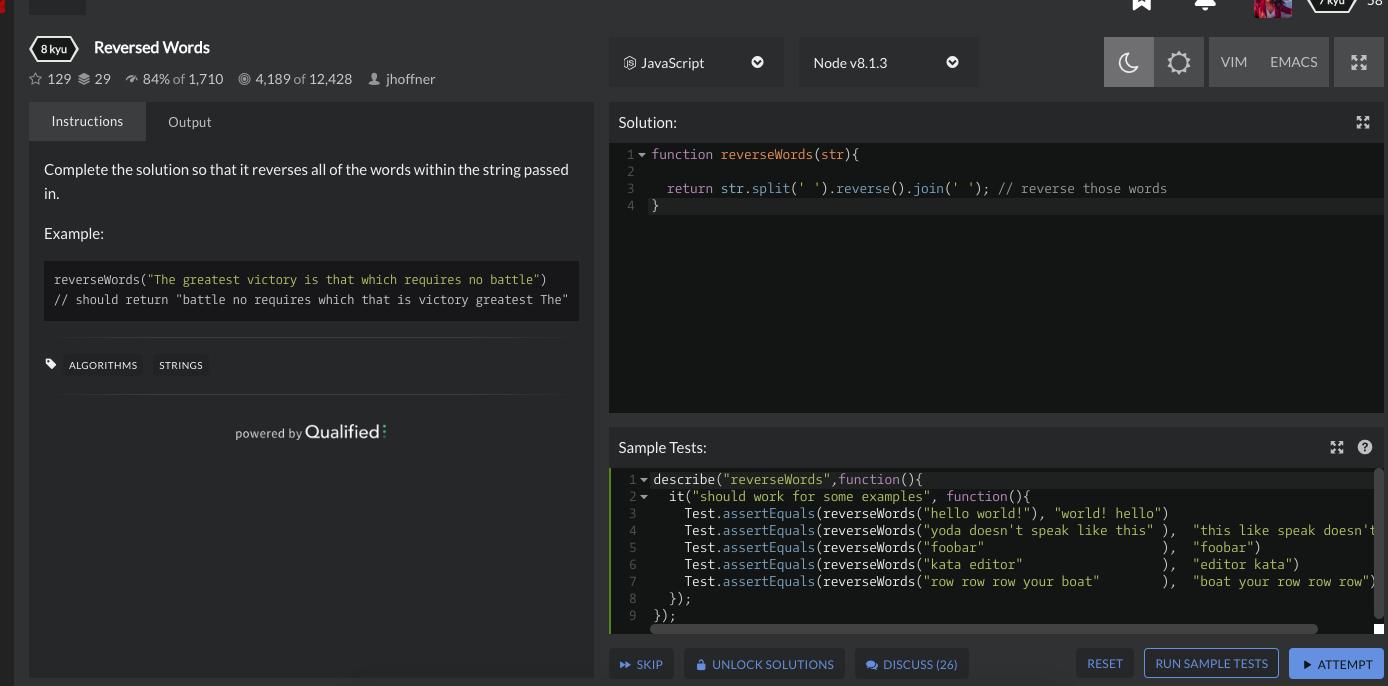 7 kyu 58
8 kyu Reversed Words
129 29 84% of 1,710 4,189 of 12,428 jhoffner
JavaScript Node v8.1.3 VIM EMACS
Instructions Output
Complete the solution so that it reverses all of the words within the string passed
in.
Example:
reverseWords("The greatest victory is that which requires no battle")
// should return "battle no requires which that is victory greatest The"
ALGORITHMS STRINGS
powered by Qualified
Solution:
1 function reverseWords(str){
2
3 return str.split(' ').reverse().join(' '); // reverse those words
4 }
Sample Tests:
1 describe("reverseWords",function(){
2 it("should work for some examples", function(){
3 Test.assertEquals(reverseWords("hello world!"), "world! hello")
4 Test.assertEquals(reverseWords("yoda doesn't speak like this" ), "this like speak doesn't
5 Test.assertEquals(reverseWords("foobar" ), "foobar")
6 Test.assertEquals(reverseWords("kata editor" ), "editor kata")
7 Test.assertEquals(reverseWords("row row row your boat" ), "boat your row row row")
8 });
9 });
SKIP UNLOCK SOLUTIONS DISCUSS (26) RESET RUN SAMPLE TESTS ATTEMPT